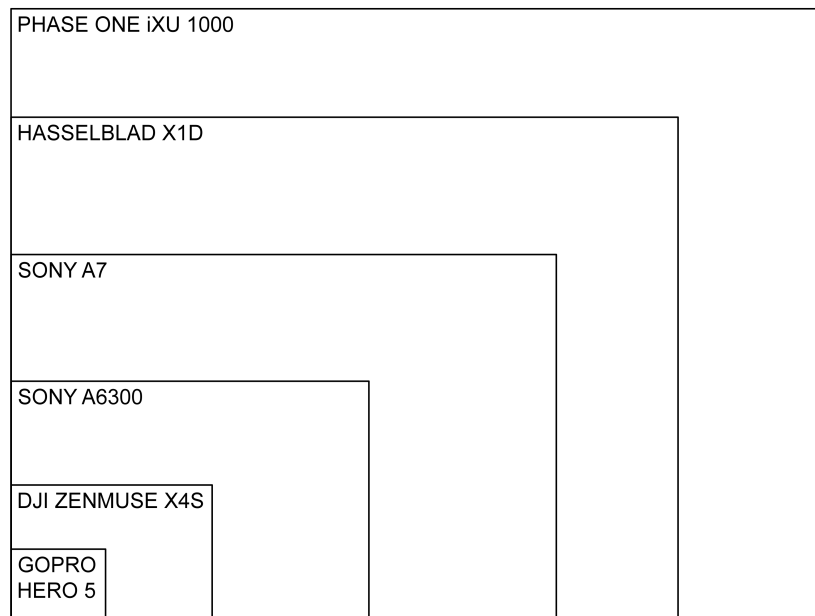 PHASE ONE iXU 1000
HASSELBLAD X1D
SONY A7
SONY A6300
DJI ZENMUSE X4S
GOPRO
HERO 5